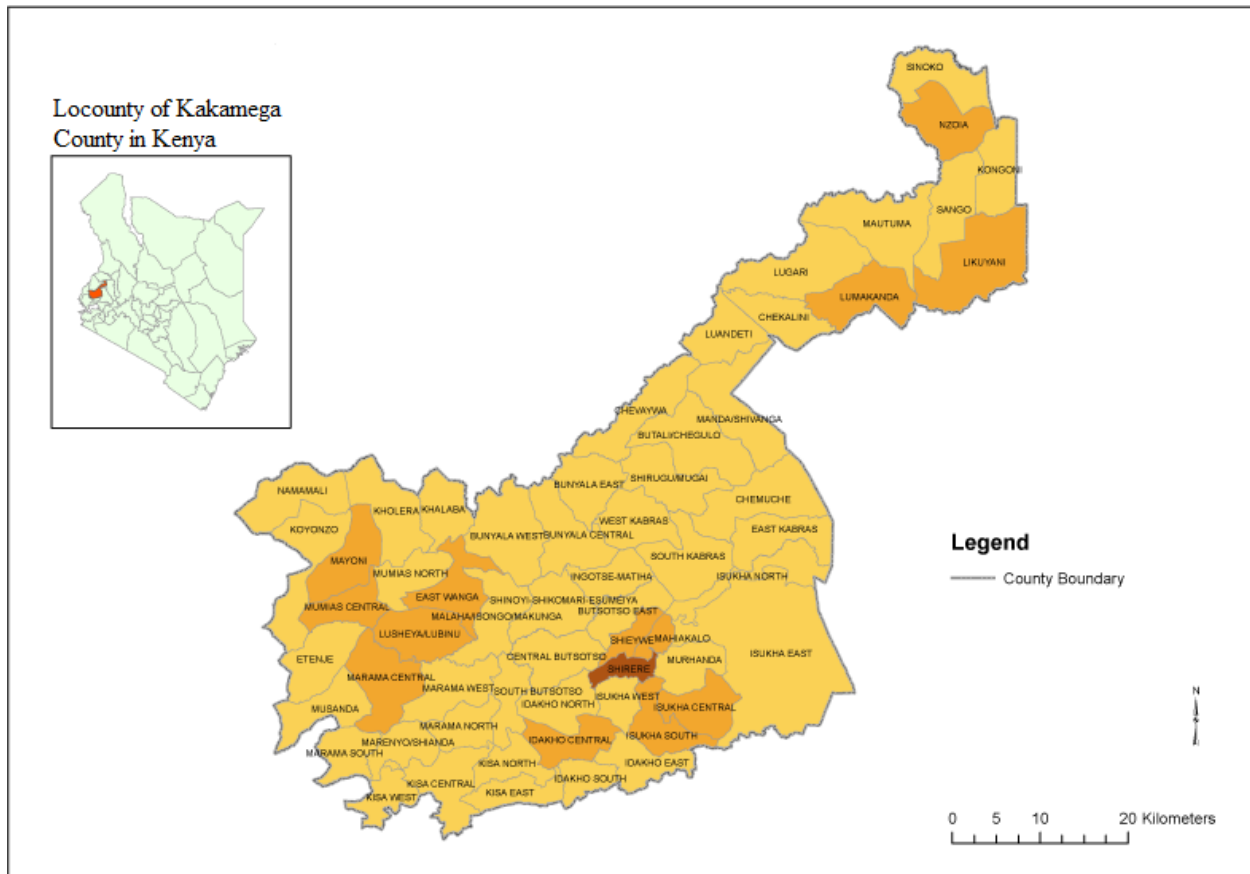 Locounty of Kakamega
County in Kenya
SINOKO
NZOIA
KONGONI
SANGO
MAUTUMA
LIKUYANI
LUGARI
LUMAKANDA
CHEKALINI
LUANDETI
CHEVAYWA
MANDA/SHIVANGA
BUTALI/CHEGULO
SHIRUGU/MUGAI
BUNYALA EAST
NAMAMALI
CHEMUCHE
KHOLERA
KHALABA
WEST KABRAS
KOYONZO
EAST KABRAS
BUNYALA WEST
BUNYALA CENTRAL
SOUTH KABRAS
MAYONI
MUMIAS NORTH
INGOTSE-MATIHA
ISUKHA NORTH
EAST WANGA
SHINOYI-SHIKOMARI-ESUMEIYA
MUMIAS CENTRAL
BUTSOTSO EAST
MALAHA/ISONGO/MAKUNGA
LUSHEYA/LUBINU
SHIEYWE
MAHIAKALO
ISUKHA EAST
ETENJE
CENTRAL BUTSOTSO
MURHANDA
SHIRERE
MARAMA CENTRAL
MARAMA WEST
SOUTH BUTSOTSO
ISUKHA WEST
IDAKHO NORTH
ISUKHA CENTRAL
MUSANDA
MARAMA NORTH
ISUKHA SOUTH
IDAKHO CENTRAL
MARENYO/SHIANDA
MARAMA SOUTH
KISA NORTH
IDAKHO EAST
IDAKHO SOUTH
KISA CENTRAL
KISA EAST
KISA WEST
Legend
County Boundary
N
0 5 10 20 Kilometers